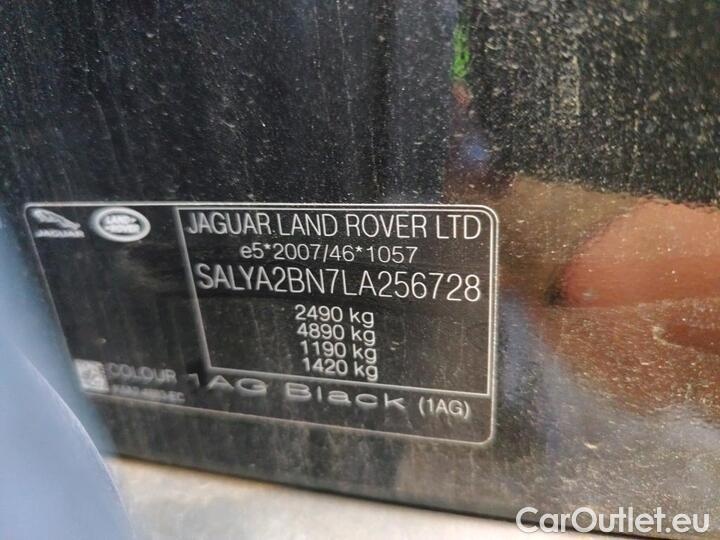 JAGUAR
LAND-
ROVER
JAGUAR LAND ROVER LTD
e5*2007/46*1057
SALYA2BN7LA256728
2490 kg
4890 kg
1190 kg
1420 kg
COLOUR
1AG Black (1AG)
CarOutlet.eu